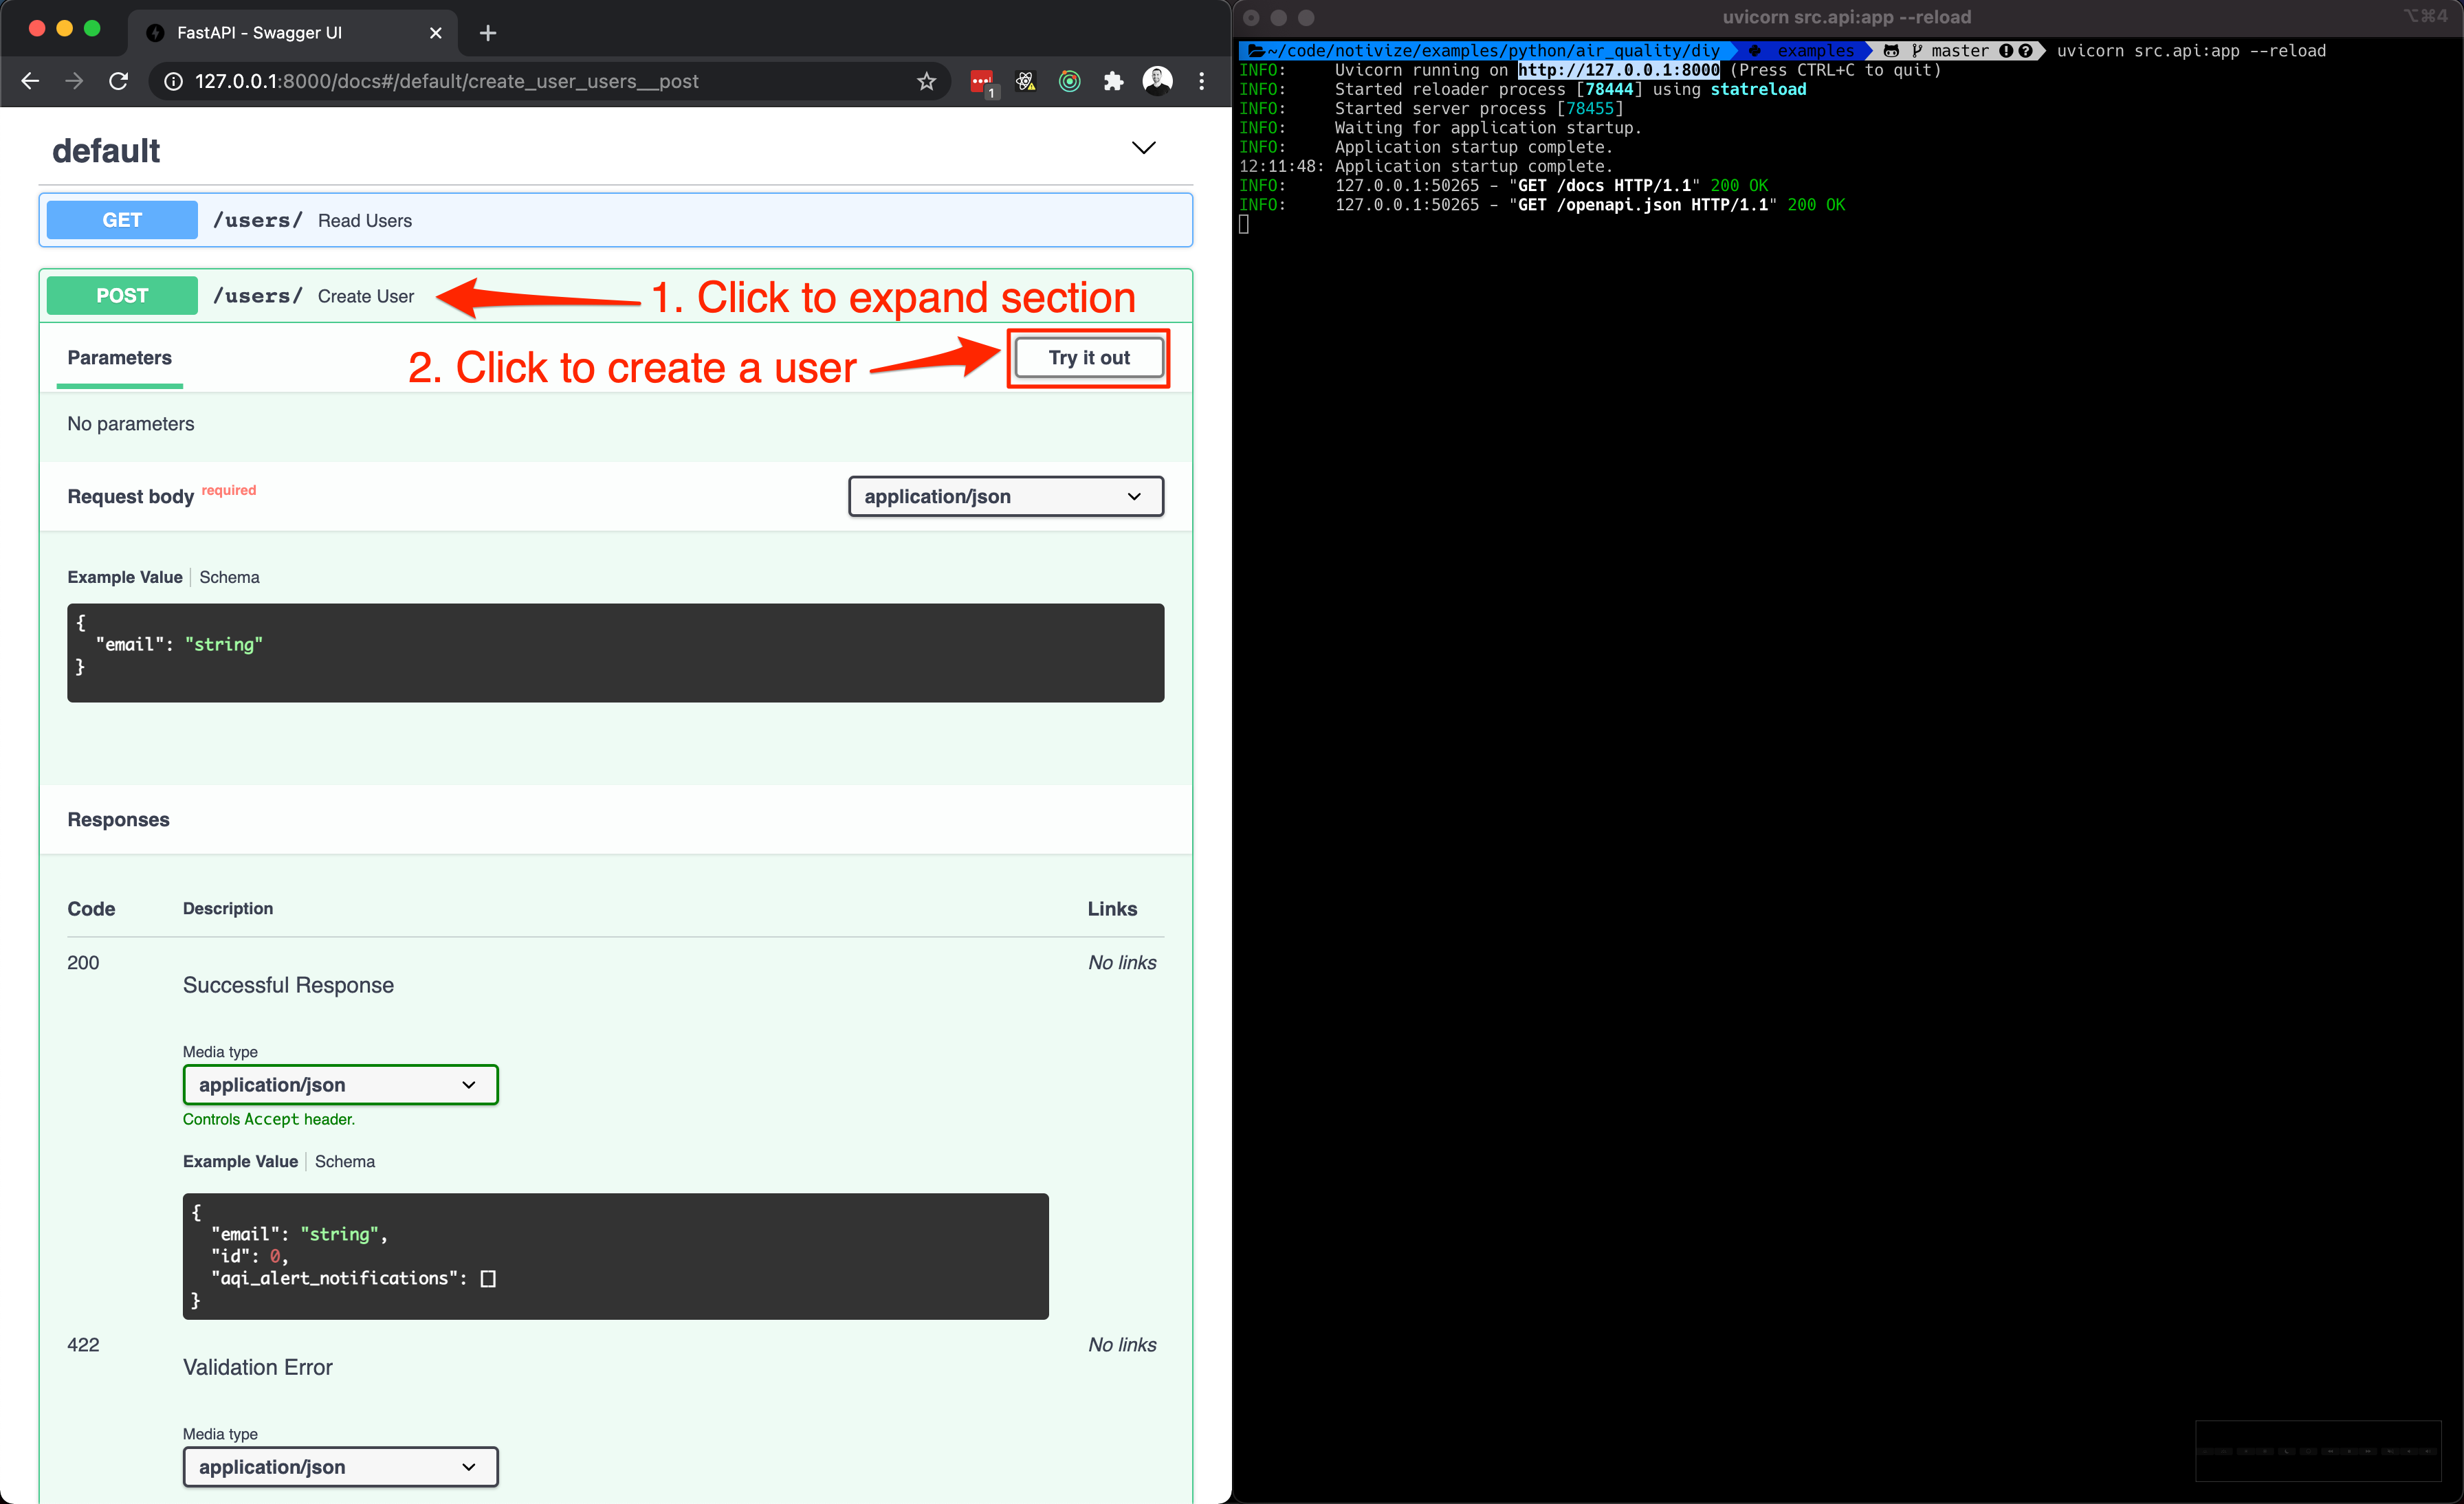 FastAPI - Swagger UI
127.0.0.1:8000/docs#/default/create_user_users__post
1
default
GET /users/ Read Users
POST /users/ Create User
1. Click to expand section
Parameters
2. Click to create a user
Try it out
No parameters
Request body required
application/json
Example Value Schema
{
"email": "string"
}
Responses
Code Description Links
200 No links
Successful Response
Media type
application/json
Controls Accept header.
Example Value Schema
{
"email": "string",
"id": 0,
"aqi_alert_notifications": []
}
422 No links
Validation Error
Media type
application/json
uvicorn src.api:app --reload
⌥⌘4
~/code/notivize/examples/python/air_quality/diy examples master uvicorn src.api:app --reload
INFO: Uvicorn running on http://127.0.0.1:8000 (Press CTRL+C to quit)
INFO: Started reloader process [78444] using statreload
INFO: Started server process [78455]
INFO: Waiting for application startup.
INFO: Application startup complete.
12:11:48: Application startup complete.
INFO: 127.0.0.1:50265 - "GET /docs HTTP/1.1" 200 OK
INFO: 127.0.0.1:50265 - "GET /openapi.json HTTP/1.1" 200 OK